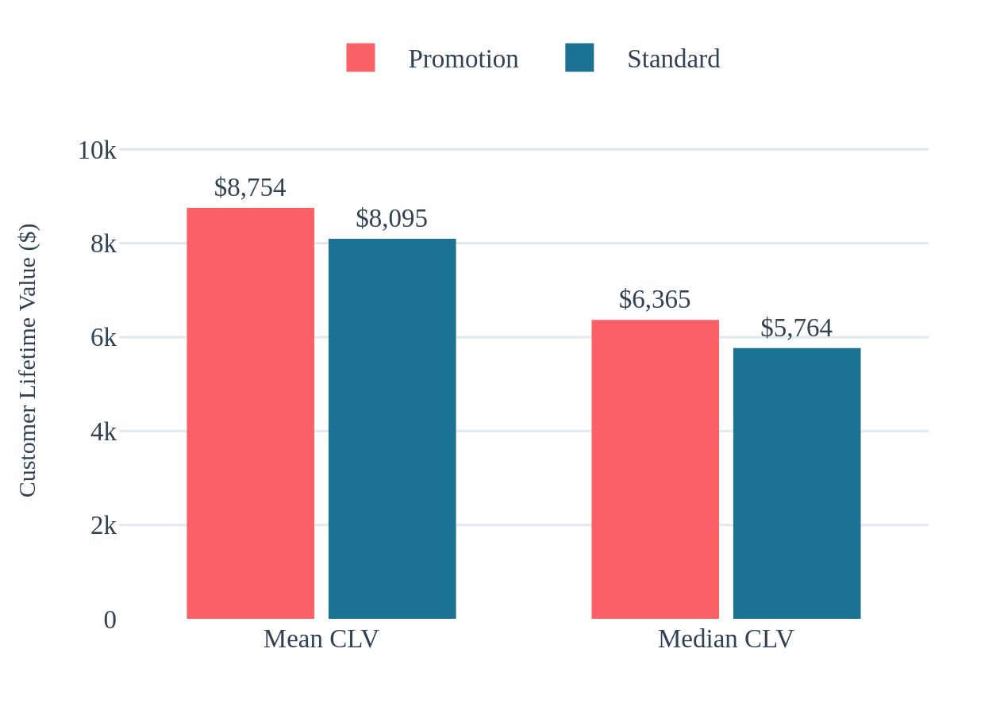 Promotion
Standard
Customer Lifetime Value ($)
10k
8k
6k
4k
2k
0
$8,754
$8,095
$6,365
$5,764
Mean CLV
Median CLV